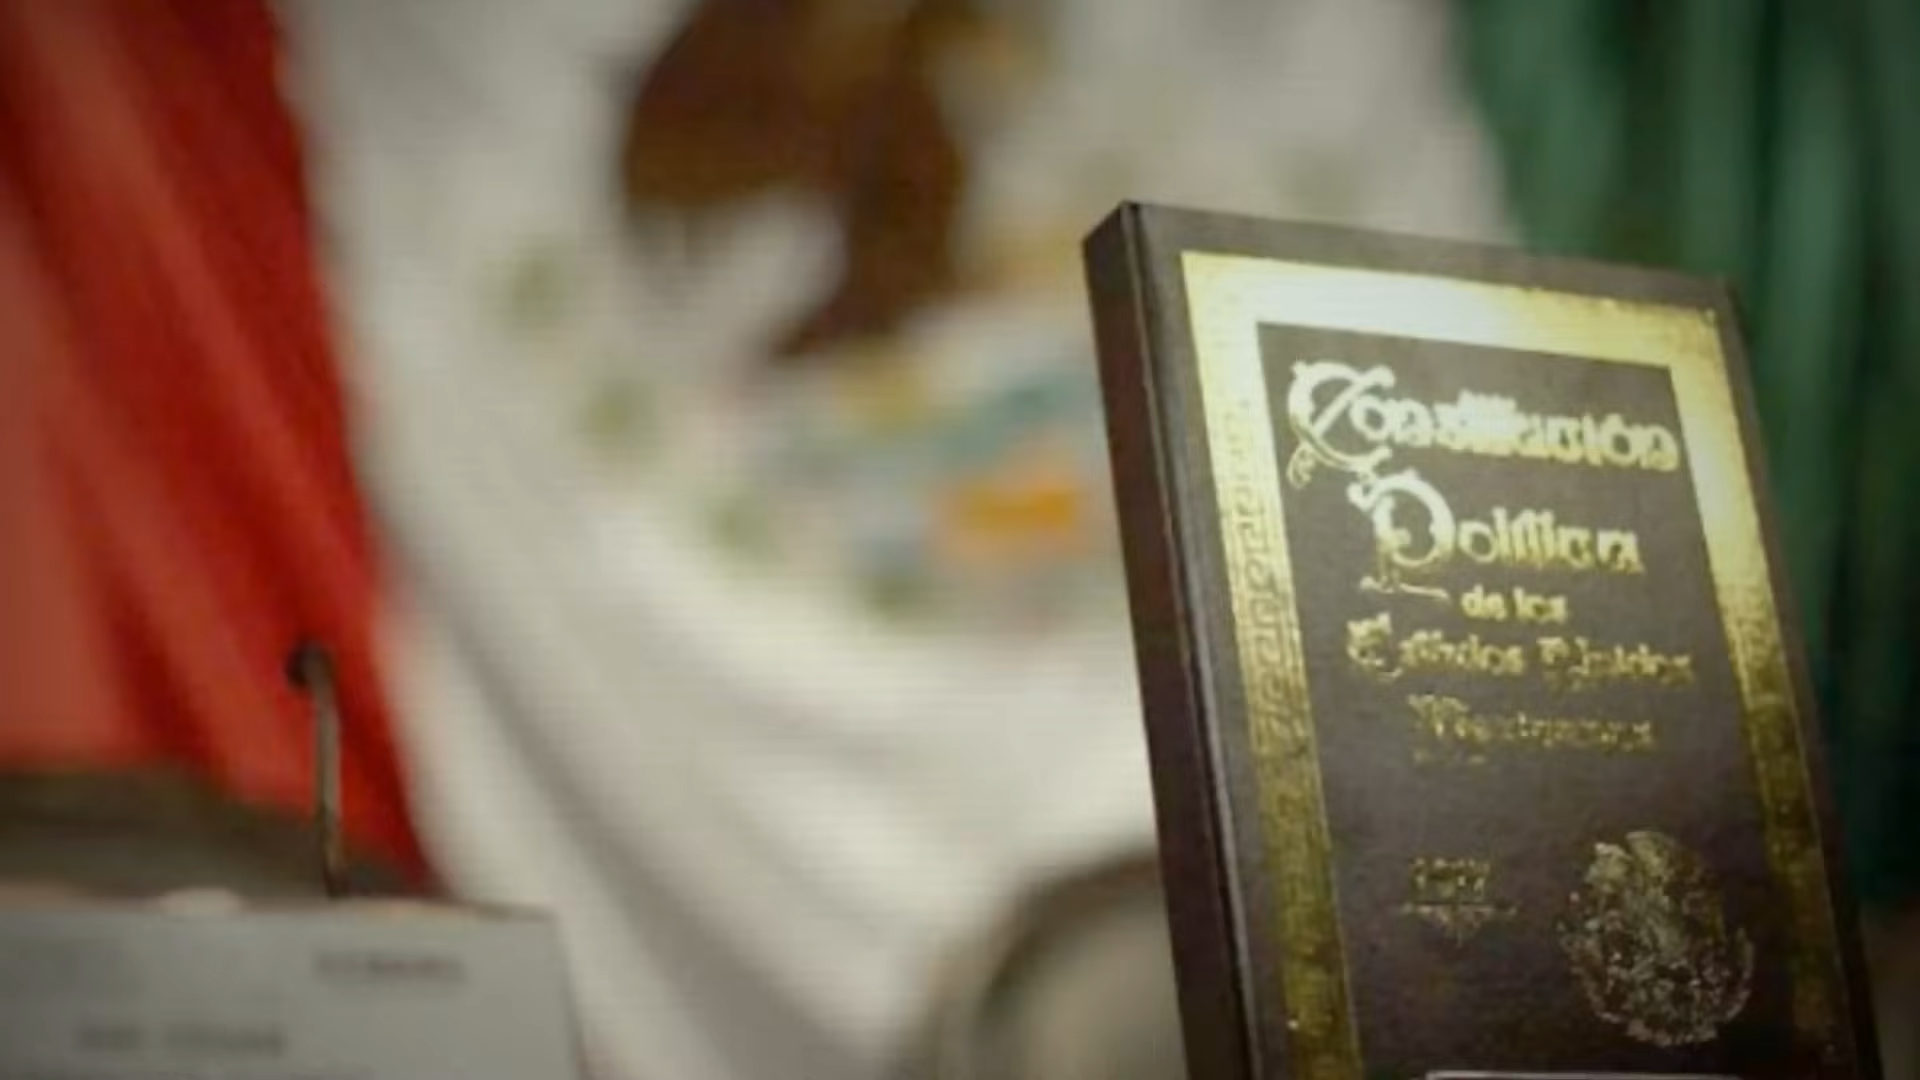 Constitución
Política
de los
Estados Unidos
Mexicanos